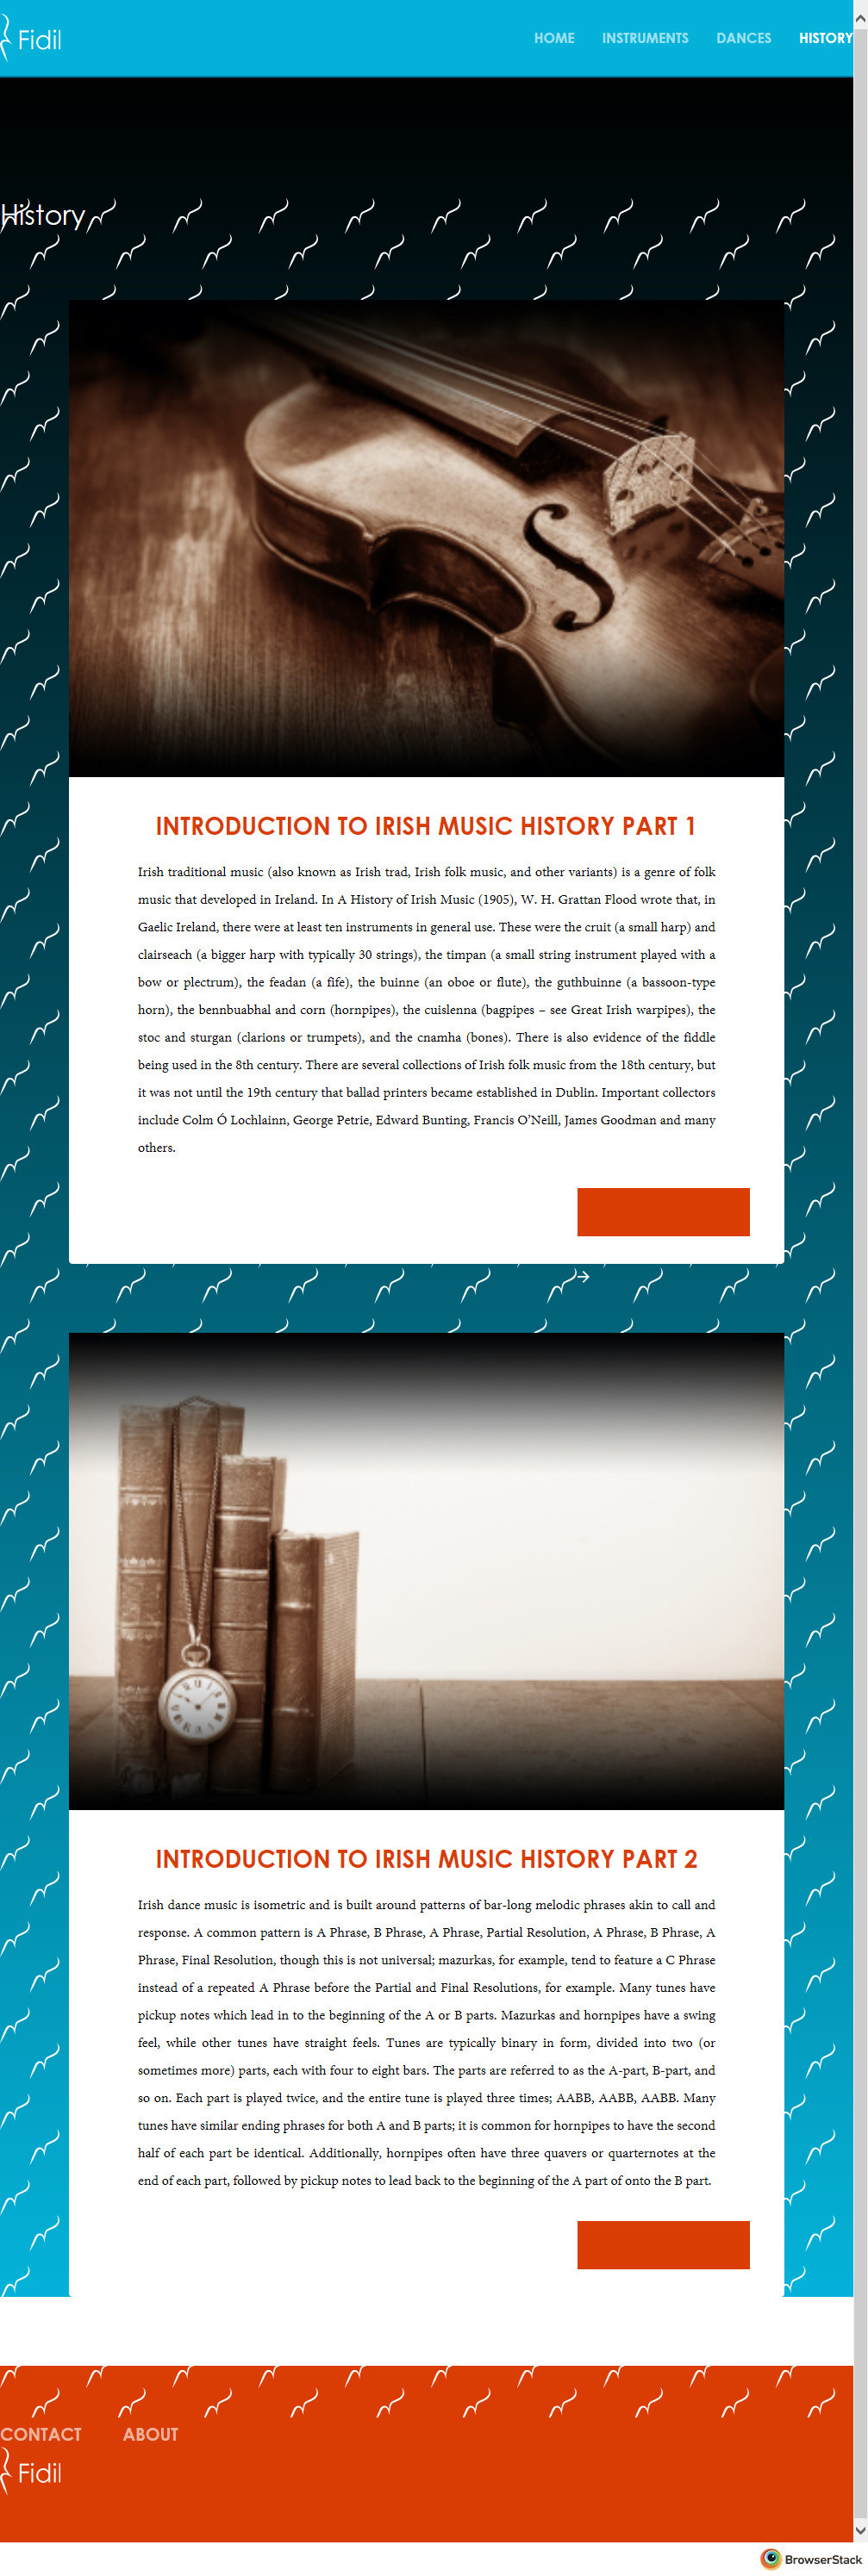 Fidil
HOME INSTRUMENTS DANCES HISTORY
History
INTRODUCTION TO IRISH MUSIC HISTORY PART 1
Irish traditional music (also known as Irish trad, Irish folk music, and other variants) is a genre of folk
music that developed in Ireland. In A History of Irish Music (1905), W. H. Grattan Flood wrote that, in
Gaelic Ireland, there were at least ten instruments in general use. These were the cruit (a small harp) and
clairseach (a bigger harp with typically 30 strings), the timpan (a small string instrument played with a
bow or plectrum), the feadan (a fife), the buinne (an oboe or flute), the guthbuinne (a bassoon-type
horn), the bennbuabhal and corn (hornpipes), the cuislenna (bagpipes – see Great Irish warpipes), the
stoc and sturgan (clarions or trumpets), and the cnamha (bones). There is also evidence of the fiddle
being used in the 8th century. There are several collections of Irish folk music from the 18th century, but
it was not until the 19th century that ballad printers became established in Dublin. Important collectors
include Colm Ó Lochlainn, George Petrie, Edward Bunting, Francis O’Neill, James Goodman and many
others.
INTRODUCTION TO IRISH MUSIC HISTORY PART 2
Irish dance music is isometric and is built around patterns of bar-long melodic phrases akin to call and
response. A common pattern is A Phrase, B Phrase, A Phrase, Partial Resolution, A Phrase, B Phrase, A
Phrase, Final Resolution, though this is not universal; mazurkas, for example, tend to feature a C Phrase
instead of a repeated A Phrase before the Partial and Final Resolutions, for example. Many tunes have
pickup notes which lead in to the beginning of the A or B parts. Mazurkas and hornpipes have a swing
feel, while other tunes have straight feels. Tunes are typically binary in form, divided into two (or
sometimes more) parts, each with four to eight bars. The parts are referred to as the A-part, B-part, and
so on. Each part is played twice, and the entire tune is played three times; AABB, AABB, AABB. Many
tunes have similar ending phrases for both A and B parts; it is common for hornpipes to have the second
half of each part be identical. Additionally, hornpipes often have three quavers or quarternotes at the
end of each part, followed by pickup notes to lead back to the beginning of the A part of onto the B part.
CONTACT ABOUT
Fidil
BrowserStack